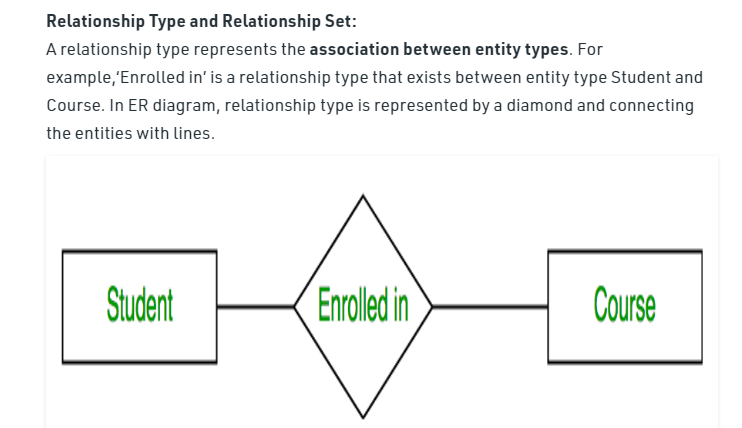 Relationship Type and Relationship Set:
A relationship type represents the association between entity types. For
example,‘Enrolled in’ is a relationship type that exists between entity type Student and
Course. In ER diagram, relationship type is represented by a diamond and connecting
the entities with lines.
Student
Enrolled in
Course